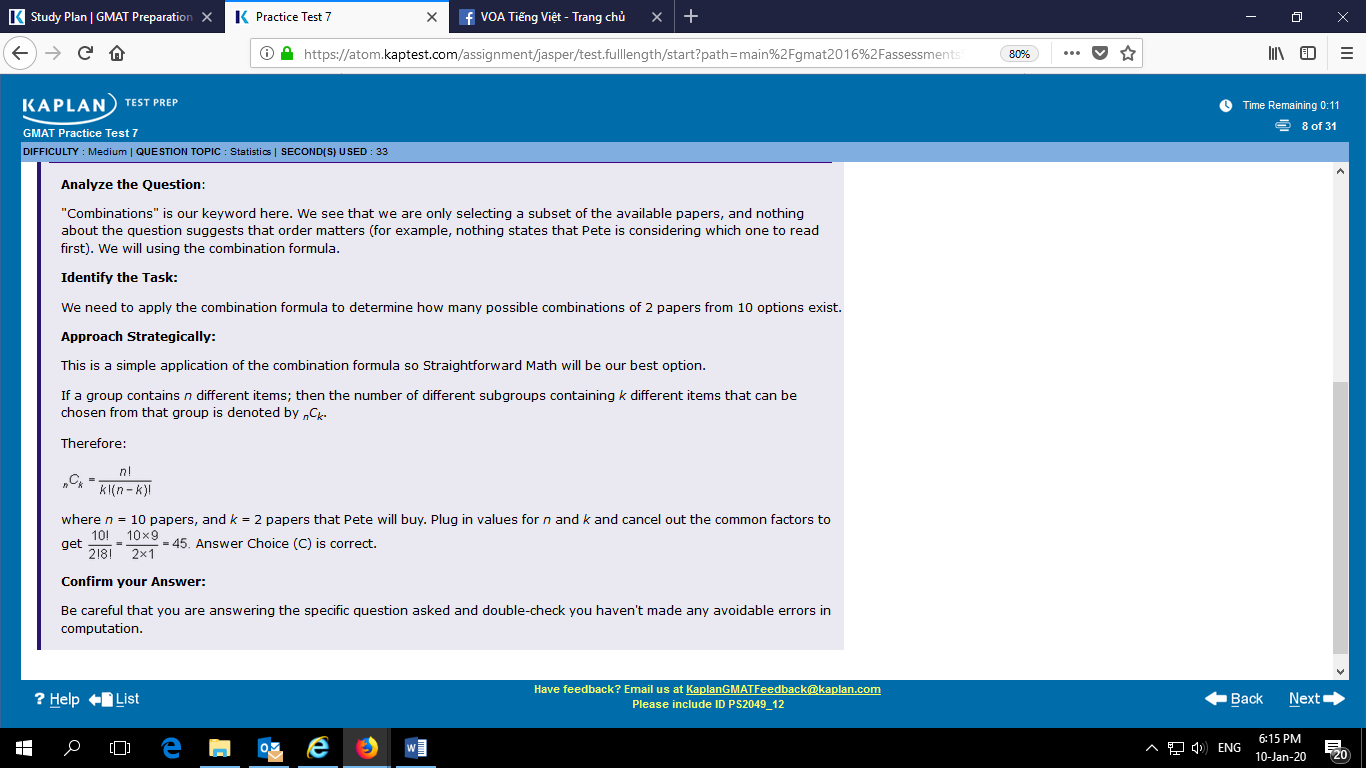 Study Plan | GMAT Preparation
Practice Test 7
VOA Tiếng Việt - Trang chủ
https://atom.kaptest.com/assignment/jasper/test.fulllength/start?path=main%2Fgmat2016%2Fassessments
80%
KAPLAN TEST PREP
Time Remaining 0:11
GMAT Practice Test 7
8 of 31
DIFFICULTY : Medium | QUESTION TOPIC : Statistics | SECOND(S) USED : 33
Analyze the Question:
"Combinations" is our keyword here. We see that we are only selecting a subset of the available papers, and nothing
about the question suggests that order matters (for example, nothing states that Pete is considering which one to read
first). We will using the combination formula.
Identify the Task:
We need to apply the combination formula to determine how many possible combinations of 2 papers from 10 options exist.
Approach Strategically:
This is a simple application of the combination formula so Straightforward Math will be our best option.
If a group contains n different items; then the number of different subgroups containing k different items that can be
chosen from that group is denoted by nCk.
Therefore:
nCk = n! / k!(n − k)!
where n = 10 papers, and k = 2 papers that Pete will buy. Plug in values for n and k and cancel out the common factors to
get 10! / 2!8! = 10×9 / 2×1 = 45. Answer Choice (C) is correct.
Confirm your Answer:
Be careful that you are answering the specific question asked and double-check you haven't made any avoidable errors in
computation.
? Help
List
Have feedback? Email us at KaplanGMATFeedback@kaplan.com
Please include ID PS2049_12
Back
Next
ENG
6:15 PM
10-Jan-20
20